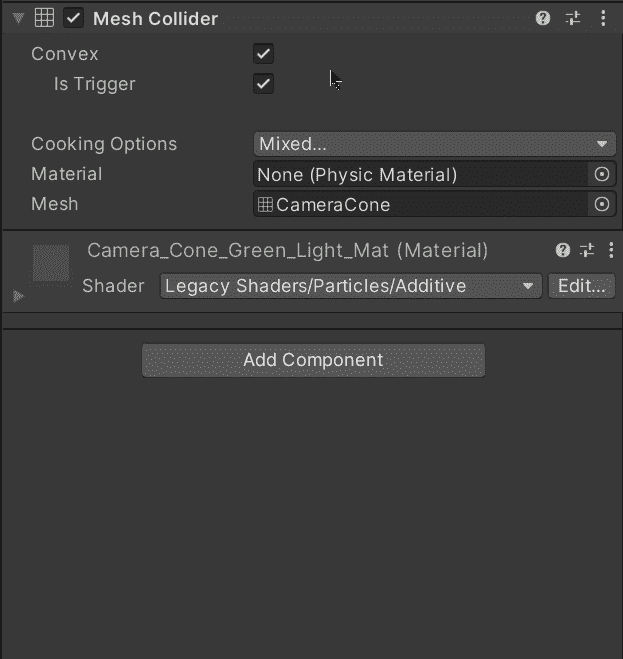 Mesh Collider
Convex
Is Trigger
Cooking Options Mixed...
Material None (Physic Material)
Mesh CameraCone
Camera_Cone_Green_Light_Mat (Material)
Shader Legacy Shaders/Particles/Additive Edit...
Add Component